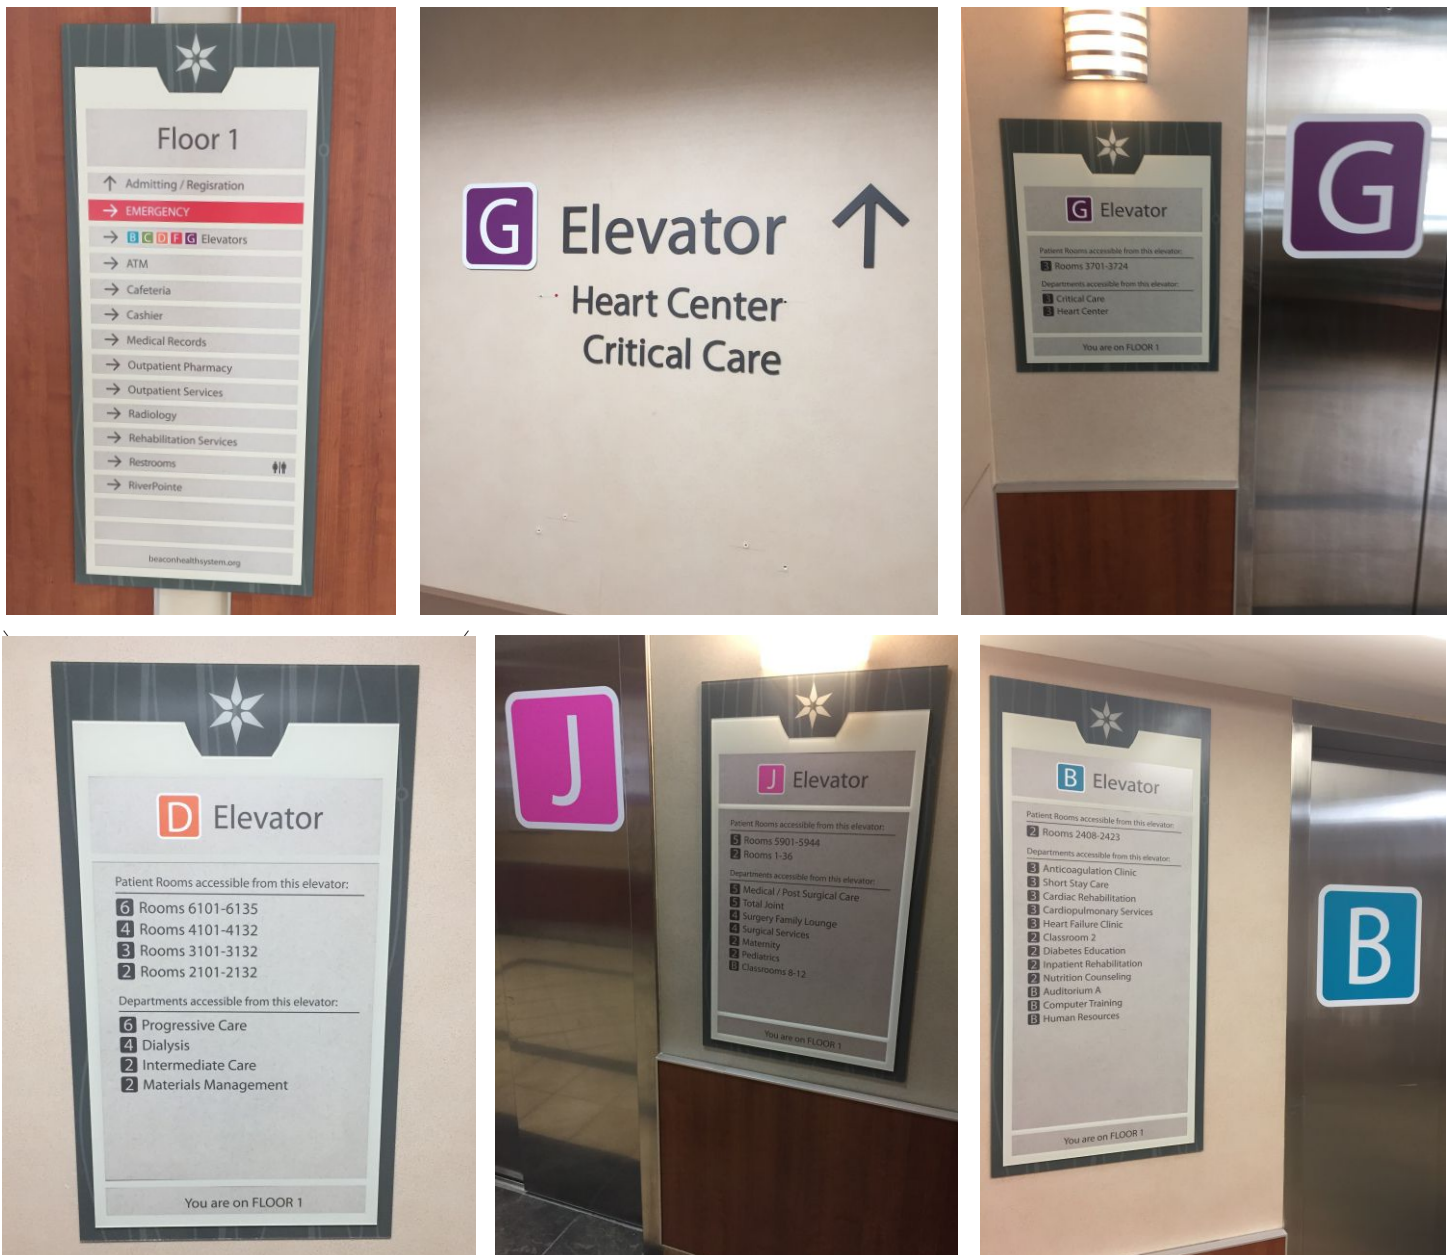 Floor 1
Admitting / Regisration
EMERGENCY
B C D F G Elevators
ATM
Cafeteria
Cashier
Medical Records
Outpatient Pharmacy
Outpatient Services
Radiology
Rehabilitation Services
Restrooms
RiverPointe
beaconhealthsystem.org
G Elevator
Heart Center
Critical Care
G Elevator
Patient Rooms accessible from this elevator:
3 Rooms 3701-3724
Departments accessible from this elevator:
3 Critical Care
3 Heart Center
You are on FLOOR 1
G
D Elevator
Patient Rooms accessible from this elevator:
6 Rooms 6101-6135
4 Rooms 4101-4132
3 Rooms 3101-3132
2 Rooms 2101-2132
Departments accessible from this elevator:
6 Progressive Care
4 Dialysis
2 Intermediate Care
2 Materials Management
You are on FLOOR 1
J
J Elevator
Patient Rooms accessible from this elevator:
5 Rooms 5901-5944
2 Rooms 1-36
Departments accessible from this elevator:
5 Medical / Post Surgical Care
5 Total Joint
4 Surgery Family Lounge
4 Surgical Services
2 Maternity
2 Pediatrics
B Classrooms 8-12
You are on FLOOR 1
B Elevator
Patient Rooms accessible from this elevator:
2 Rooms 2408-2423
Departments accessible from this elevator:
3 Anticoagulation Clinic
3 Short Stay Care
3 Cardiac Rehabilitation
3 Cardiopulmonary Services
3 Heart Failure Clinic
2 Classroom 2
2 Diabetes Education
2 Inpatient Rehabilitation
2 Nutrition Counseling
B Auditorium A
B Computer Training
B Human Resources
You are on FLOOR 1
B